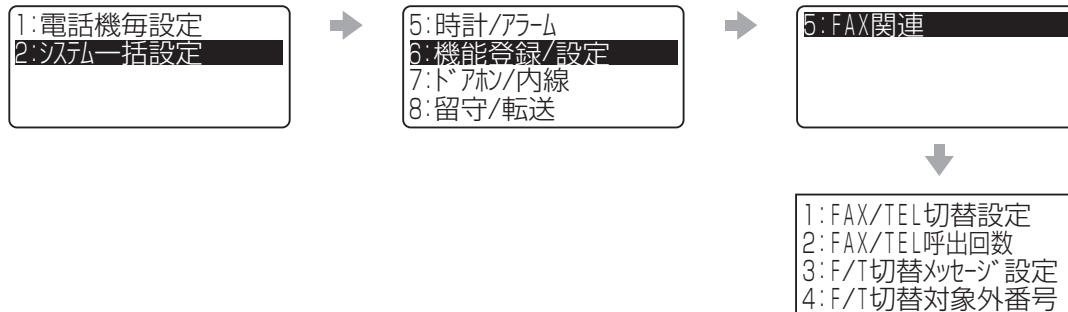 1:電話機毎設定
2:ｼｽﾃﾑ一括設定
5:時計/ｱﾗｰﾑ
6:機能登録/設定
7:ﾄﾞｱﾎﾝ/内線
8:留守/転送
5:FAX関連
1:FAX/TEL切替設定
2:FAX/TEL呼出回数
3:F/T切替ﾒｯｾｰｼﾞ設定
4:F/T切替対象外番号